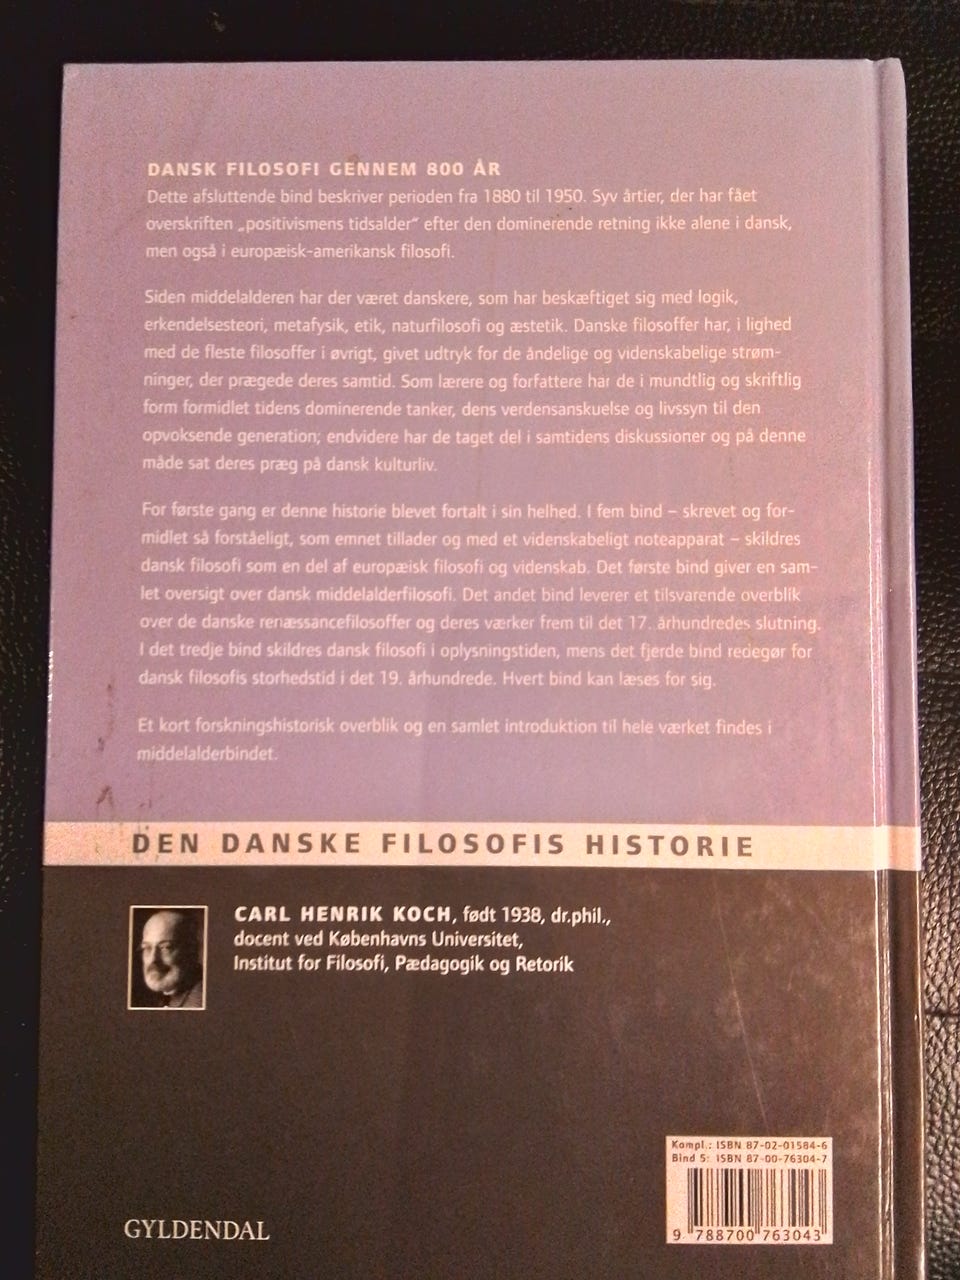 DANSK FILOSOFI GENNEM 800 ÅR
Dette afsluttende bind beskriver perioden fra 1880 til 1950. Syv årtier, der har fået
overskriften „positivismens tidsalder" efter den dominerende retning ikke alene i dansk,
men også i europæisk-amerikansk filosofi.
Siden middelalderen har der været danskere, som har beskæftiget sig med logik,
erkendelsesteori, metafysik, etik, naturfilosofi og æstetik. Danske filosoffer har, i lighed
med de fleste filosoffer i øvrigt, givet udtryk for de åndelige og videnskabelige strøm-
ninger, der prægede deres samtid. Som lærere og forfattere har de i mundtlig og skriftlig
form formidlet tidens dominerende tanker, dens verdensanskuelse og livssyn til den
opvoksende generation; endvidere har de taget del i samtidens diskussioner og på denne
måde sat deres præg på dansk kulturliv.
For første gang er denne historie blevet fortalt i sin helhed. I fem bind – skrevet og for-
midlet så forståeligt, som emnet tillader og med et videnskabeligt noteapparat – skildres
dansk filosofi som en del af europæisk filosofi og videnskab. Det første bind giver en sam-
let oversigt over dansk middelalderfilosofi. Det andet bind leverer et tilsvarende overblik
over de danske renæssancefilosoffer og deres værker frem til det 17. århundredes slutning.
I det tredje bind skildres dansk filosofi i oplysningstiden, mens det fjerde bind redegør for
dansk filosofis storhedstid i det 19. århundrede. Hvert bind kan læses for sig.
Et kort forskningshistorisk overblik og en samlet introduktion til hele værket findes i
middelalderbindet.
DEN DANSKE FILOSOFIS HISTORIE
CARL HENRIK KOCH, født 1938, dr.phil.,
docent ved Københavns Universitet,
Institut for Filosofi, Pædagogik og Retorik
Kompl.: ISBN 87-02-01584-6
Bind 5: ISBN 87-00-76304-7
9 788700 763043
GYLDENDAL